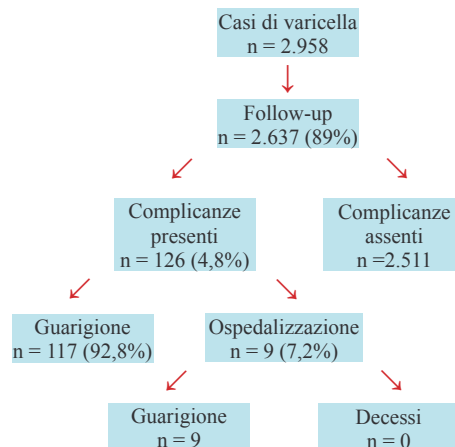 Casi di varicella
n = 2.958
Follow-up
n = 2.637 (89%)
Complicanze
presenti
n = 126 (4,8%)
Complicanze
assenti
n =2.511
Guarigione
n = 117 (92,8%)
Ospedalizzazione
n = 9 (7,2%)
Guarigione
n = 9
Decessi
n = 0